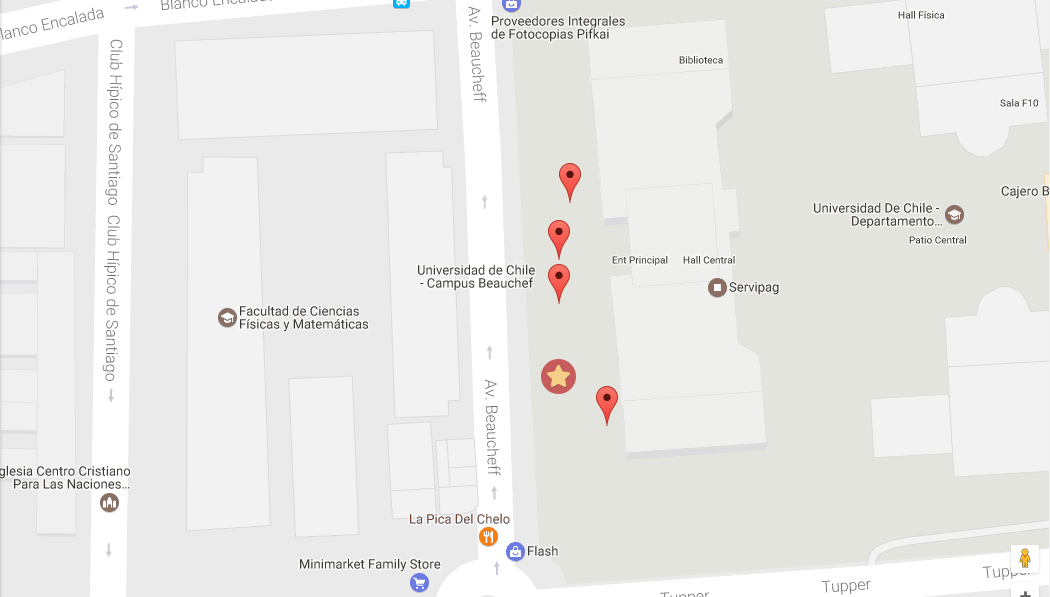 Blanco Encalada
lanco Encalada
Av. Beaucheff
Proveedores Integrales
de Fotocopias Pifkai
Hall Física
Biblioteca
Sala F10
Club Hípico de Santiago
Cajero B
Universidad De Chile -
Departamento...
Patio Central
Club Hípico de Santiago
Universidad de Chile
- Campus Beauchef
Ent Principal
Hall Central
Servipag
Facultad de Ciencias
Físicas y Matemáticas
Av. Beaucheff
glesia Centro Cristiano
Para Las Naciones...
La Pica Del Chelo
Flash
Minimarket Family Store
Tupper
Tupper
Tupper